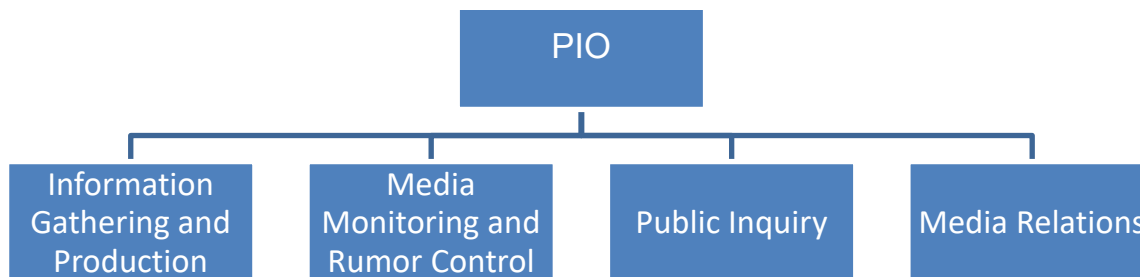 PIO
Information
Gathering and
Production
Media
Monitoring and
Rumor Control
Public Inquiry
Media Relations